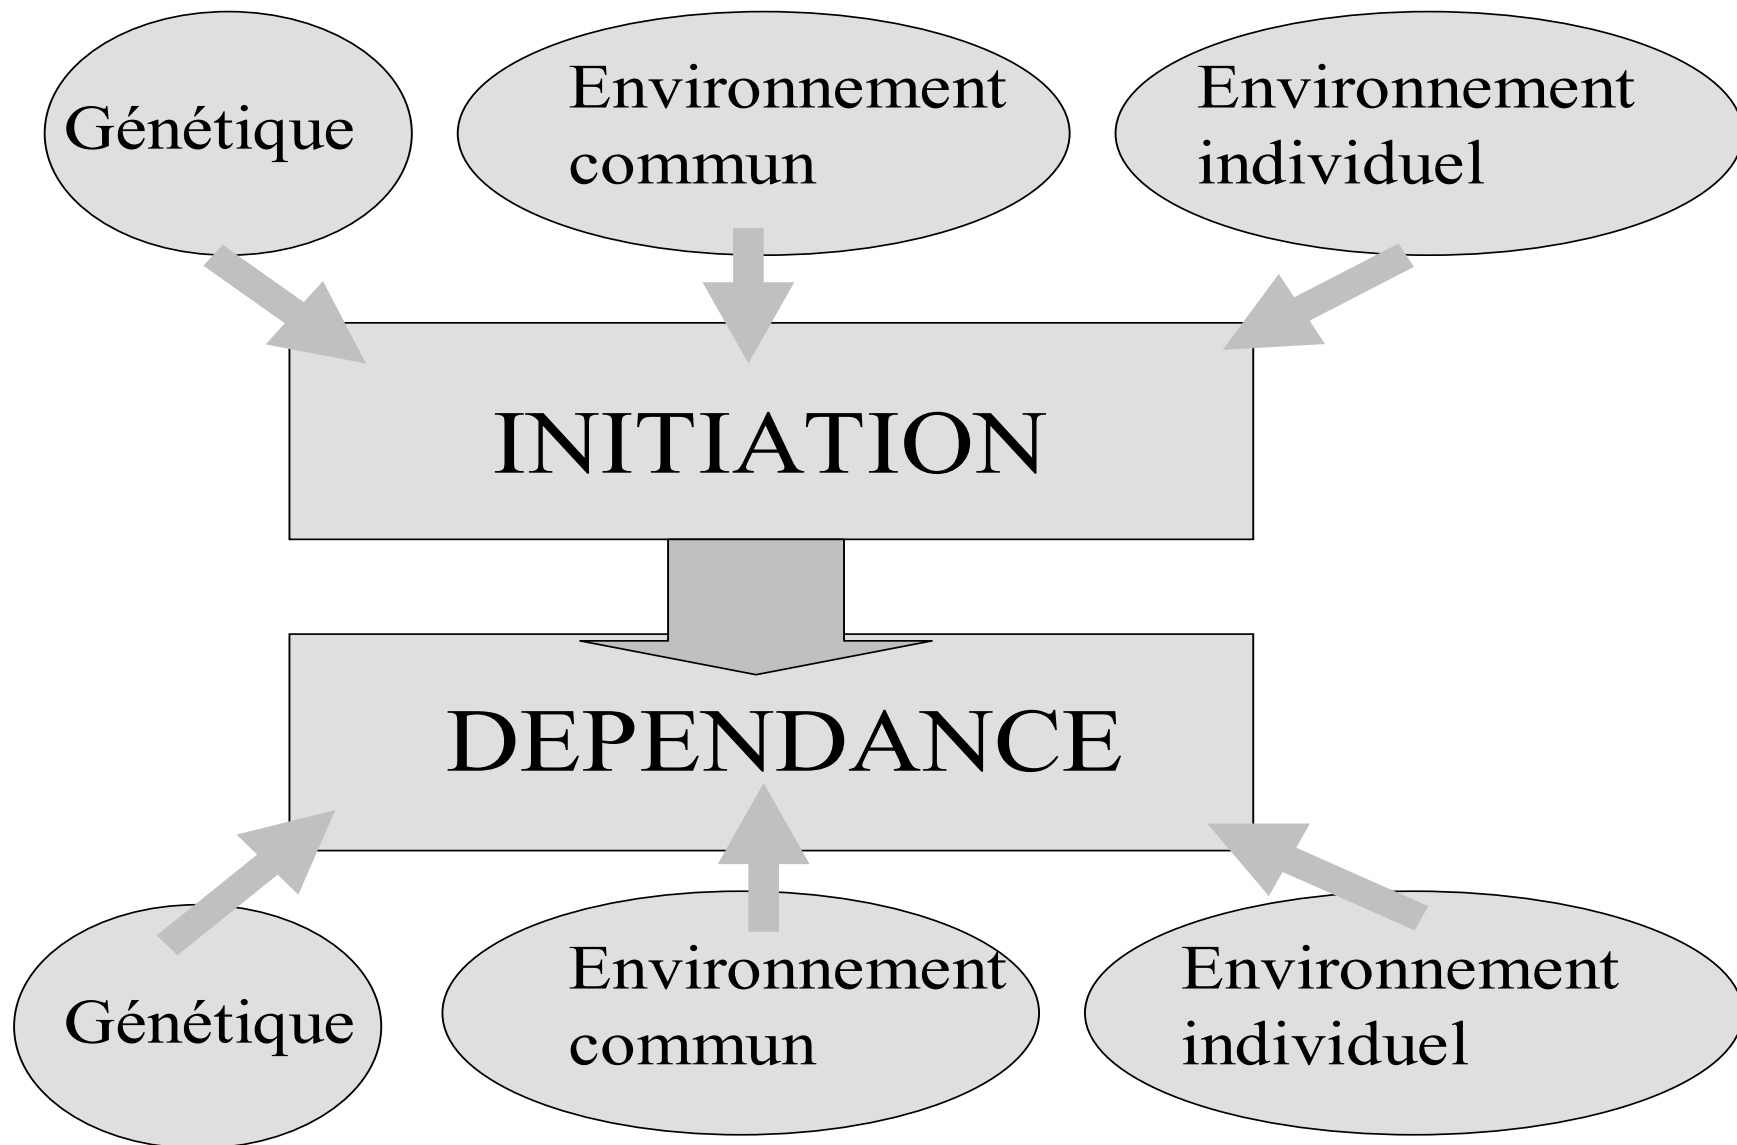 Génétique
Environnement
commun
Environnement
individuel
INITIATION
DEPENDANCE
Génétique
Environnement
commun
Environnement
individuel